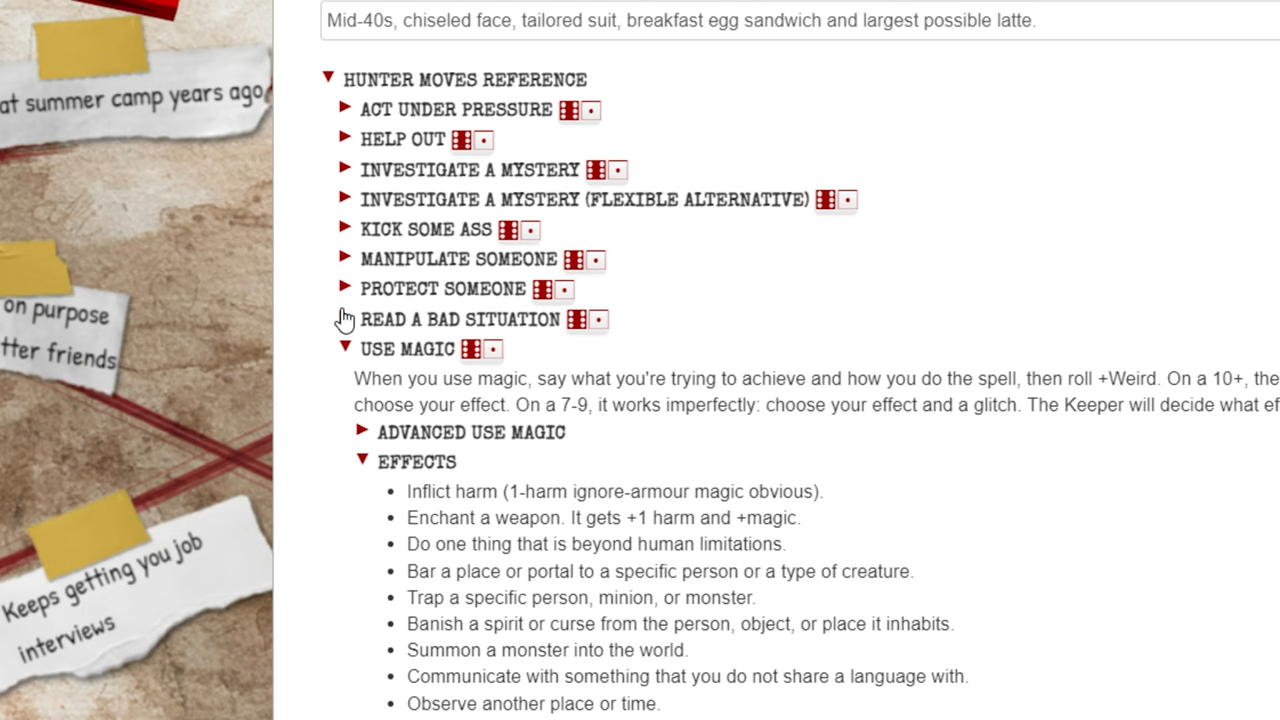 Mid-40s, chiseled face, tailored suit, breakfast egg sandwich and largest possible latte.
HUNTER MOVES REFERENCE
ACT UNDER PRESSURE
HELP OUT
INVESTIGATE A MYSTERY
INVESTIGATE A MYSTERY (FLEXIBLE ALTERNATIVE)
KICK SOME ASS
MANIPULATE SOMEONE
PROTECT SOMEONE
READ A BAD SITUATION
USE MAGIC
When you use magic, say what you're trying to achieve and how you do the spell, then roll +Weird. On a 10+, the
choose your effect. On a 7-9, it works imperfectly: choose your effect and a glitch. The Keeper will decide what ef
ADVANCED USE MAGIC
EFFECTS
Inflict harm (1-harm ignore-armour magic obvious).
Enchant a weapon. It gets +1 harm and +magic.
Do one thing that is beyond human limitations.
Bar a place or portal to a specific person or a type of creature.
Trap a specific person, minion, or monster.
Banish a spirit or curse from the person, object, or place it inhabits.
Summon a monster into the world.
Communicate with something that you do not share a language with.
Observe another place or time.
at summer camp years ago
on purpose
tter friends
Keeps getting you job
interviews